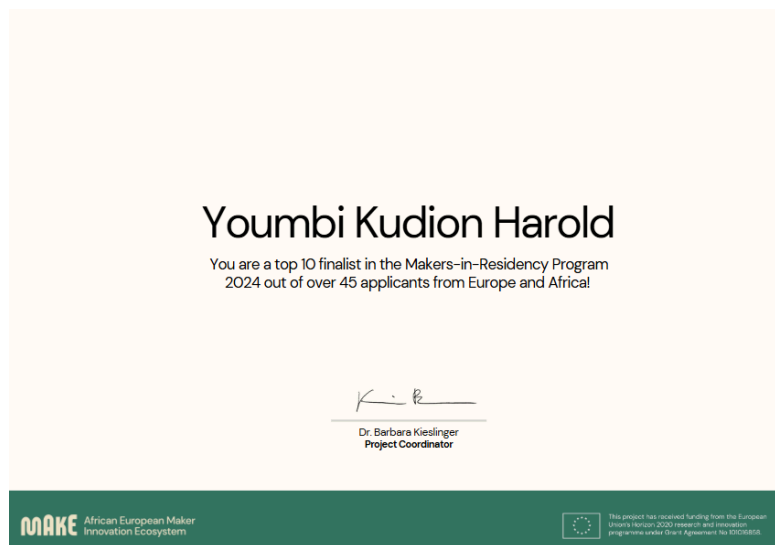 Youmbi Kudion Harold
You are a top 10 finalist in the Makers-in-Residency Program
2024 out of over 45 applicants from Europe and Africa!
Dr. Barbara Kieslinger
Project Coordinator
MAKE
African European Maker
Innovation Ecosystem
This project has received funding from the European
Union's Horizon 2020 research and innovation
programme under Grant Agreement No 101016858.